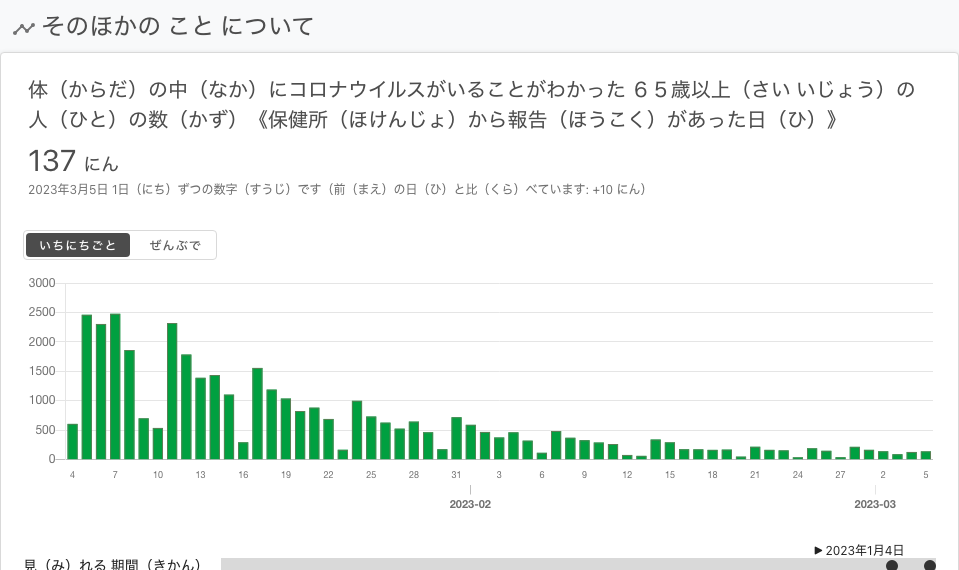 そのほかの こと について
体（からだ）の中（なか）にコロナウイルスがいることがわかった ６５歳以上（さい いじょう）の
人（ひと）の数（かず）《保健所（ほけんじょ）から報告（ほうこく）があった日（ひ）》
137 にん
2023年3月5日 1日（にち）ずつの数字（すうじ）です（前（まえ）の日（ひ）と比（くら）べています: +10 にん）
いちにちごと ぜんぶで
3000
2500
2000
1500
1000
500
0
4 7 10 13 16 19 22 25 28 31 3 6 9 12 15 18 21 24 27 2 5
2023-02 2023-03
▶ 2023年1月4日
見（み）れる 期間（きかん）